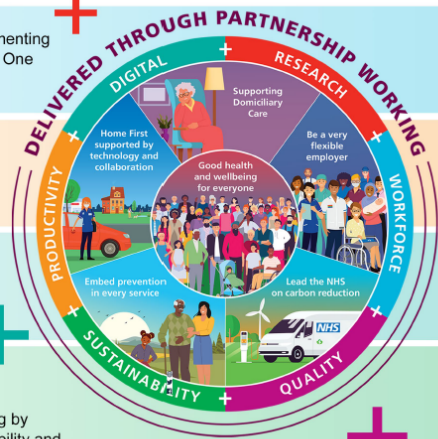 menting
One
DELIVERED THROUGH PARTNERSHIP WORKING
DIGITAL
RESEARCH
WORKFORCE
QUALITY
SUSTAINABILITY
PRODUCTIVITY
Supporting
Domiciliary
Care
Home First
supported by
technology and
collaboration
Be a very
flexible
employer
Good health
and wellbeing
for everyone
Embed prevention
in every service
Lead the NHS
on carbon reduction
NHS
g by
bility and